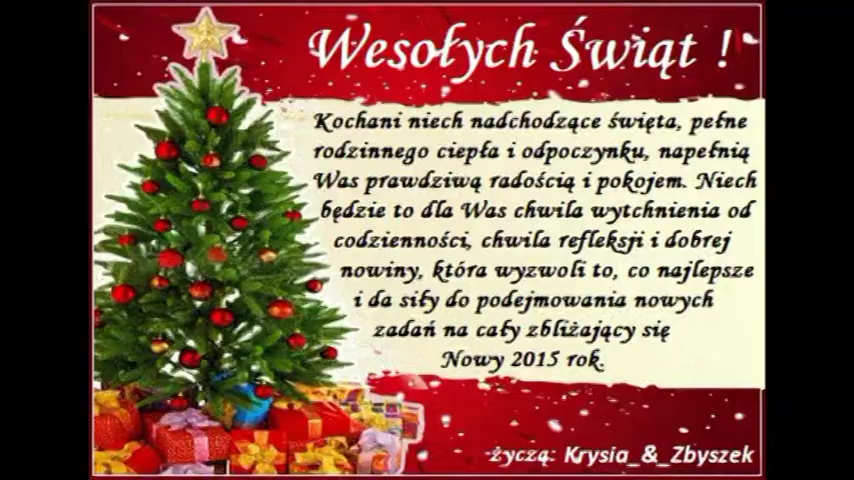 Wesołych Świąt !
Kochani niech nadchodzące święta, pełne
rodzinnego ciepła i odpoczynku, napełnią
Was prawdziwą radością i pokojem. Niech
będzie to dla Was chwila wytchnienia od
codzienności, chwila refleksji i dobrej
nowiny, która wyzwoli to, co najlepsze
i da siły do podejmowania nowych
zadań na cały zbliżający się
Nowy 2015 rok.
życzą: Krysia_&_Zbyszek